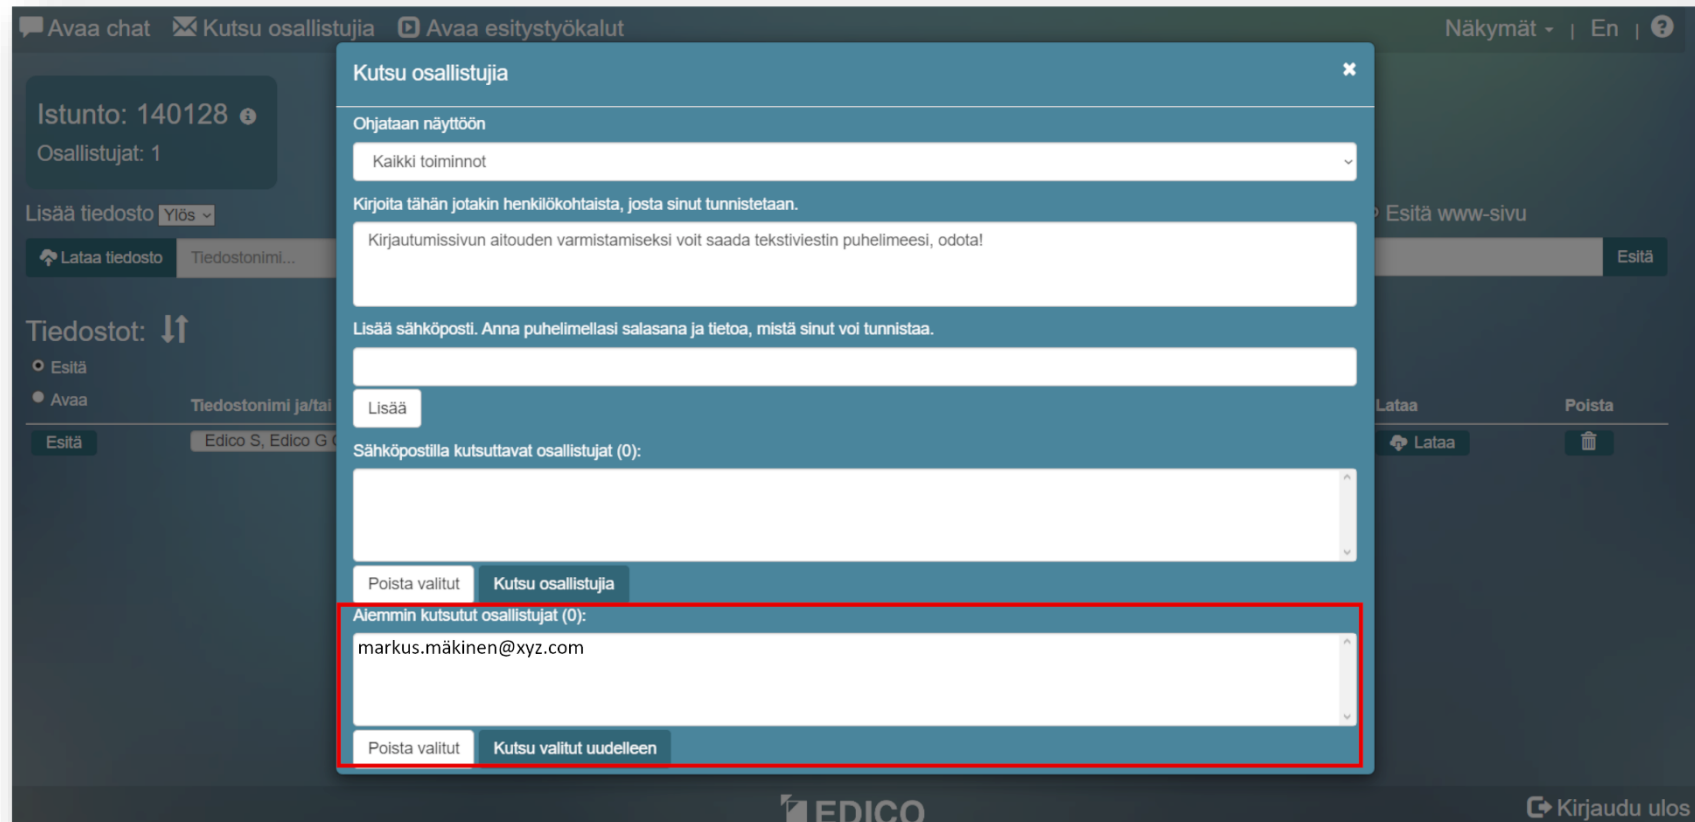 Avaa chat Kutsu osallistujia Avaa esitystyökalut Näkymät | En | ?
Kutsu osallistujia
Istunto: 140128
Osallistujat: 1
Ohjataan näyttöön
Kaikki toiminnot
Kirjoita tähän jotakin henkilökohtaista, josta sinut tunnistetaan.
Lisää tiedosto Ylös
Esitä www-sivu
Kirjautumissivun aitouden varmistamiseksi voit saada tekstiviestin puhelimeesi, odota!
Lataa tiedosto Tiedostonimi... Esitä
Tiedostot:
Lisää sähköposti. Anna puhelimellasi salasana ja tietoa, mistä sinut voi tunnistaa.
Esitä
Avaa
Tiedostonimi ja/tai
Lisää
Lataa Poista
Esitä Edico S, Edico G Lataa
Sähköpostilla kutsuttavat osallistujat (0):
Poista valitut Kutsu osallistujia
Aiemmin kutsutut osallistujat (0):
markus.mäkinen@xyz.com
Poista valitut Kutsu valitut uudelleen
EDICO Kirjaudu ulos